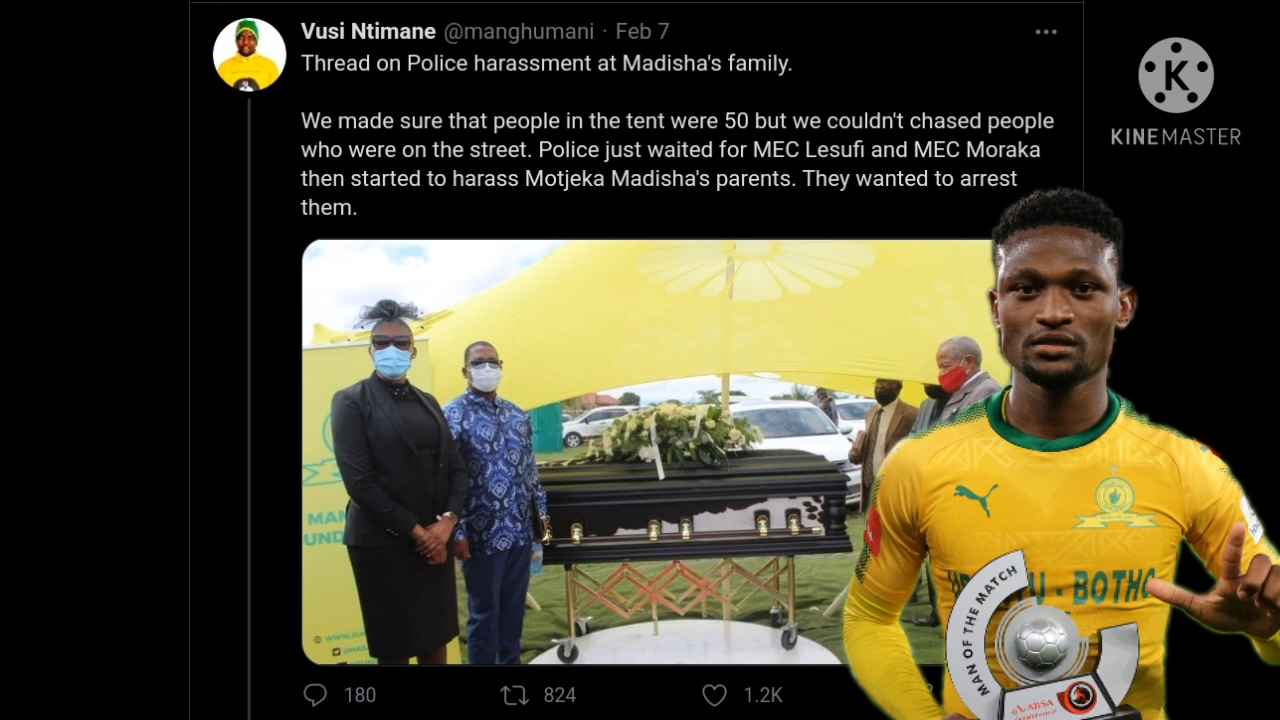 Vusi Ntimane @manghumani · Feb 7
Thread on Police harassment at Madisha's family.
We made sure that people in the tent were 50 but we couldn't chased people
who were on the street. Police just waited for MEC Lesufi and MEC Moraka
then started to harass Motjeka Madisha's parents. They wanted to arrest
them.
K
KINEMASTER
MAN OF THE MATCH
BOTHO
ABSA
180 824 1.2K